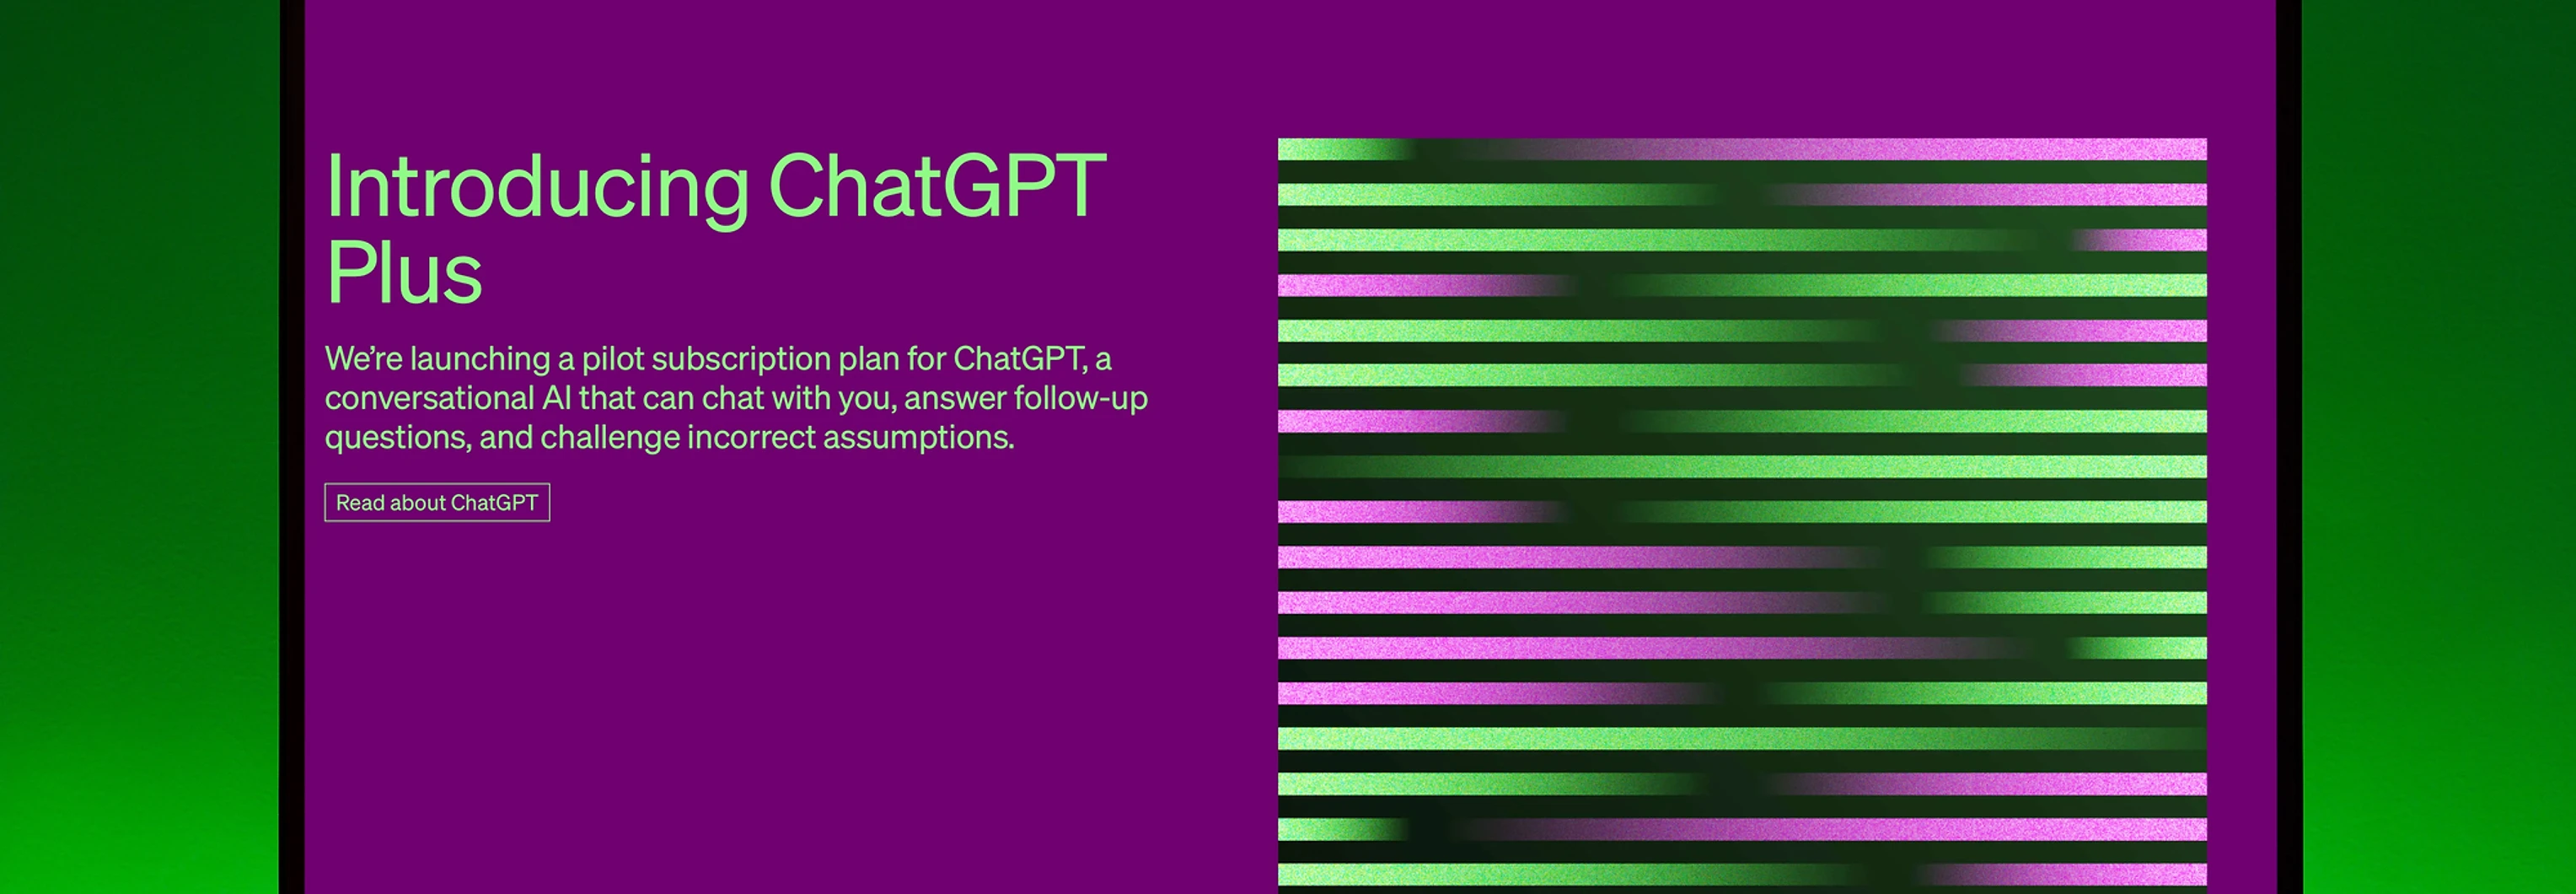 Introducing ChatGPT
Plus
We’re launching a pilot subscription plan for ChatGPT, a
conversational AI that can chat with you, answer follow-up
questions, and challenge incorrect assumptions.
Read about ChatGPT